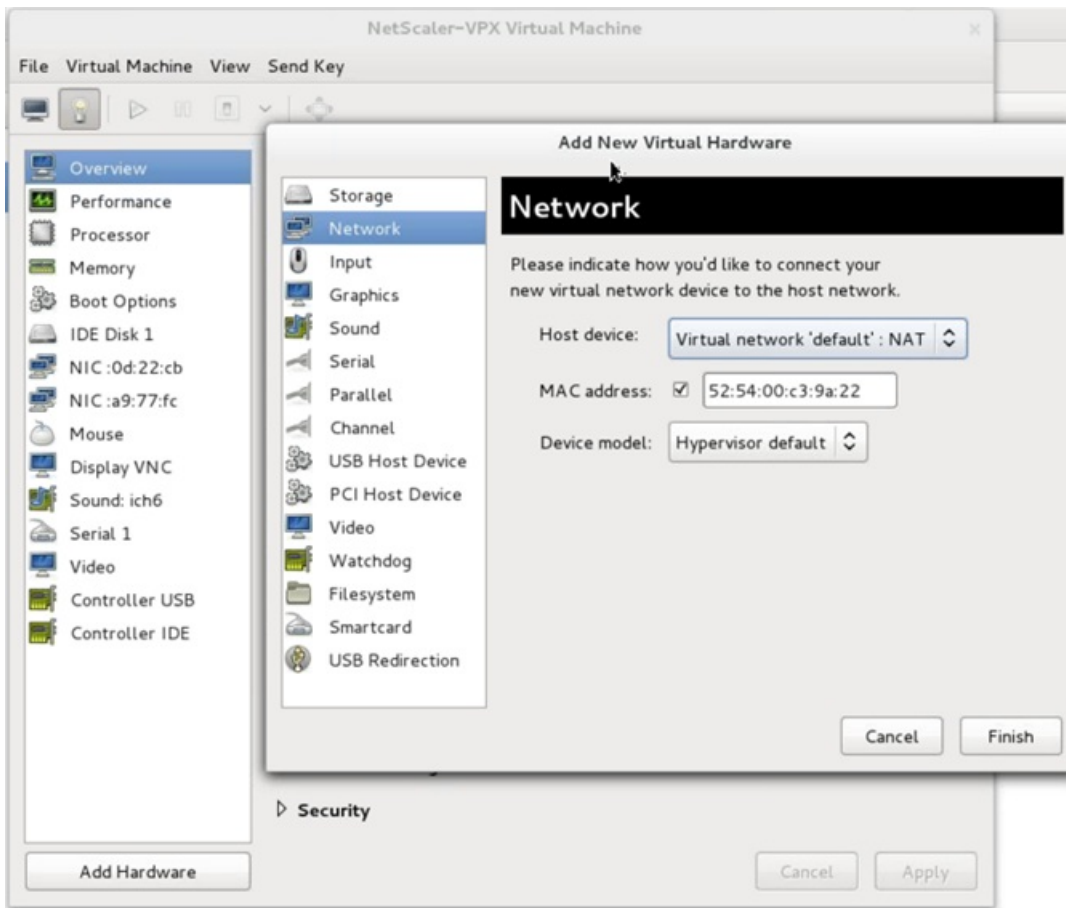 NetScaler-VPX Virtual Machine
File Virtual Machine View Send Key
Overview
Performance
Processor
Memory
Boot Options
IDE Disk 1
NIC :0d:22:cb
NIC :a9:77:fc
Mouse
Display VNC
Sound: ich6
Serial 1
Video
Controller USB
Controller IDE
Add Hardware
Add New Virtual Hardware
Storage
Network
Input
Graphics
Sound
Serial
Parallel
Channel
USB Host Device
PCI Host Device
Video
Watchdog
Filesystem
Smartcard
USB Redirection
Network
Please indicate how you'd like to connect your
new virtual network device to the host network.
Host device: Virtual network 'default' : NAT
MAC address: 52:54:00:c3:9a:22
Device model: Hypervisor default
Cancel Finish
Security
Cancel Apply